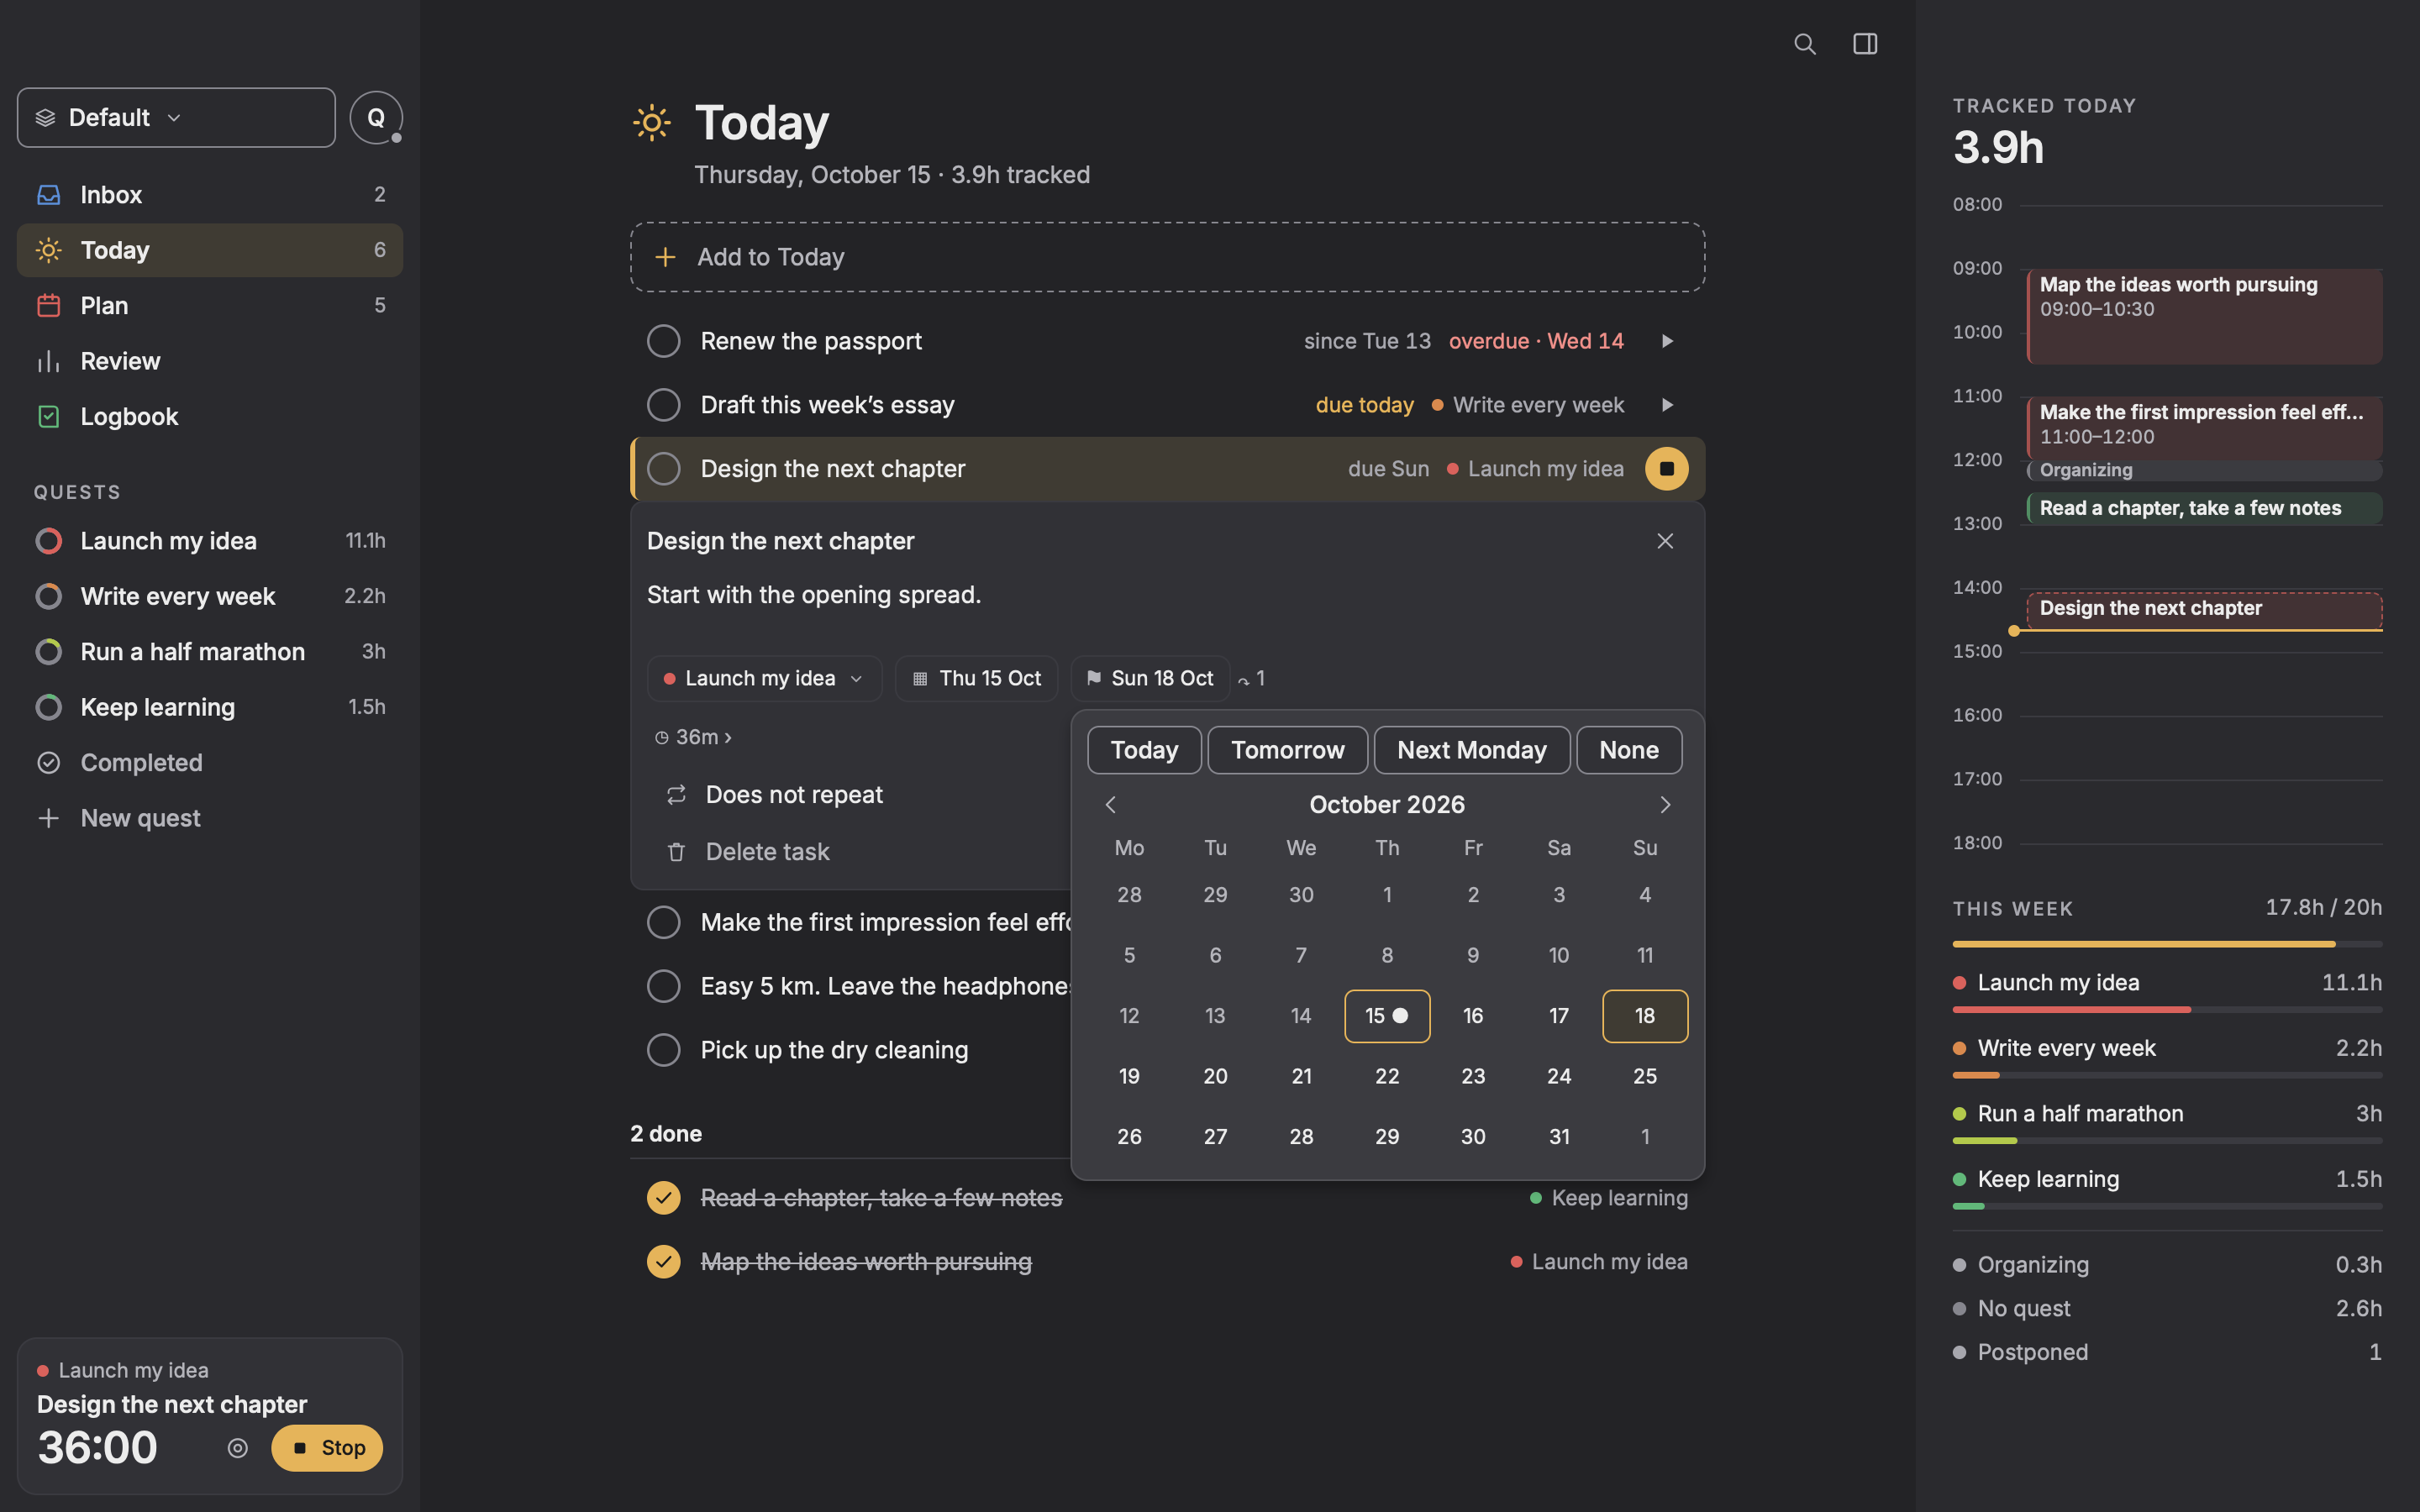 Default
Q
Inbox 2
Today 6
Plan 5
Review
Logbook
QUESTS
Launch my idea 11.1h
Write every week 2.2h
Run a half marathon 3h
Keep learning 1.5h
Completed
New quest
Launch my idea
Design the next chapter
36:00 Stop
Today
Thursday, October 15 · 3.9h tracked
Add to Today
Renew the passport since Tue 13 overdue · Wed 14
Draft this week’s essay due today Write every week
Design the next chapter due Sun Launch my idea
Design the next chapter
Start with the opening spread.
Launch my idea Thu 15 Oct Sun 18 Oct 1
36m ›
Does not repeat
Delete task
Today Tomorrow Next Monday None
October 2026
Mo Tu We Th Fr Sa Su
28 29 30 1 2 3 4
5 6 7 8 9 10 11
12 13 14 15 16 17 18
19 20 21 22 23 24 25
26 27 28 29 30 31 1
Make the first impression feel
Easy 5 km. Leave the headphones
Pick up the dry cleaning
2 done
Read a chapter, take a few notes Keep learning
Map the ideas worth pursuing Launch my idea
TRACKED TODAY
3.9h
08:00
09:00
Map the ideas worth pursuing
09:00–10:30
10:00
11:00
Make the first impression feel eff...
11:00–12:00
12:00
Organizing
Read a chapter, take a few notes
13:00
14:00
Design the next chapter
15:00
16:00
17:00
18:00
THIS WEEK 17.8h / 20h
Launch my idea 11.1h
Write every week 2.2h
Run a half marathon 3h
Keep learning 1.5h
Organizing 0.3h
No quest 2.6h
Postponed 1